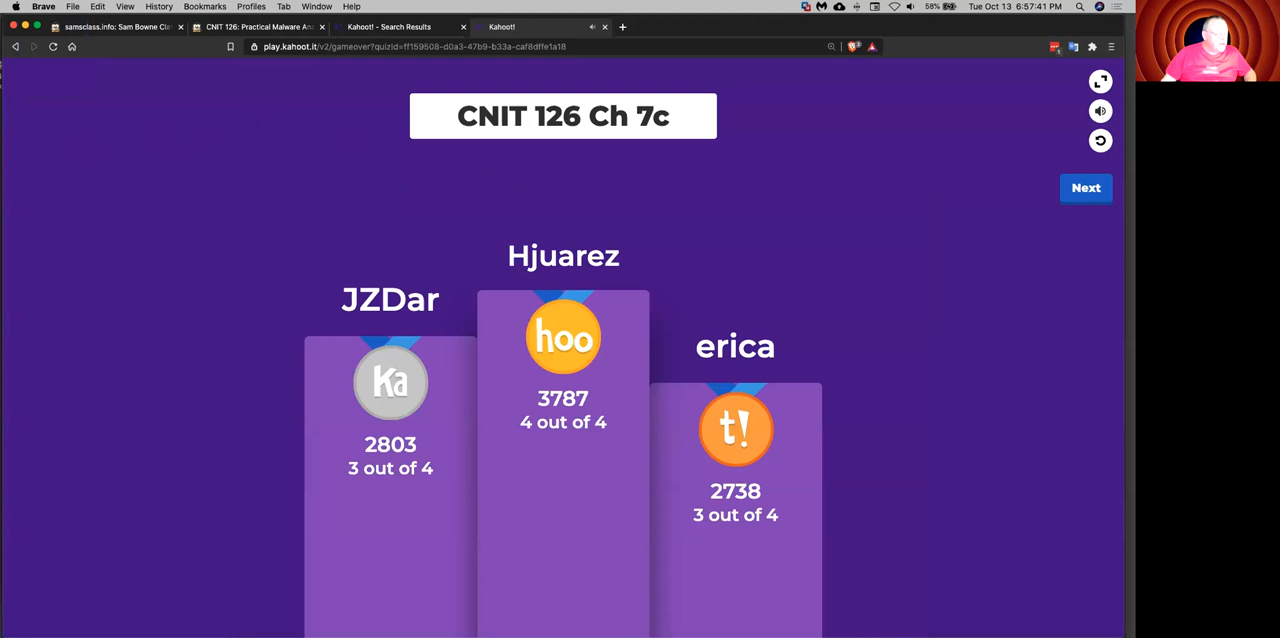 Brave File Edit View History Bookmarks Profiles Tab Window Help
58% Tue Oct 13 6:57:41 PM
samsclass.info: Sam Bowne Cla
CNIT 126: Practical Malware Ana
Kahoot! - Search Results
Kahoot!
play.kahoot.it/v2/gameover?quizId=ff159508-d0a3-47b9-b33a-caf8dffe1a18
CNIT 126 Ch 7c
Next
Hjuarez
JZDar
erica
hoo
Ka
3787
t!
4 out of 4
2803
3 out of 4
2738
3 out of 4